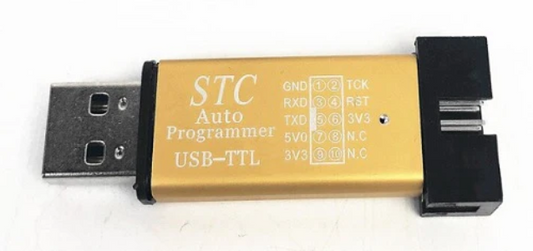 STC
Auto
Programmer
USB-TTL
GND ① ② TCK
RXD ③ ④ RST
TXD ⑤ ⑥ 3V3
5V0 ⑦ ⑧ N.C
3V3 ⑨ ⑩ N.C